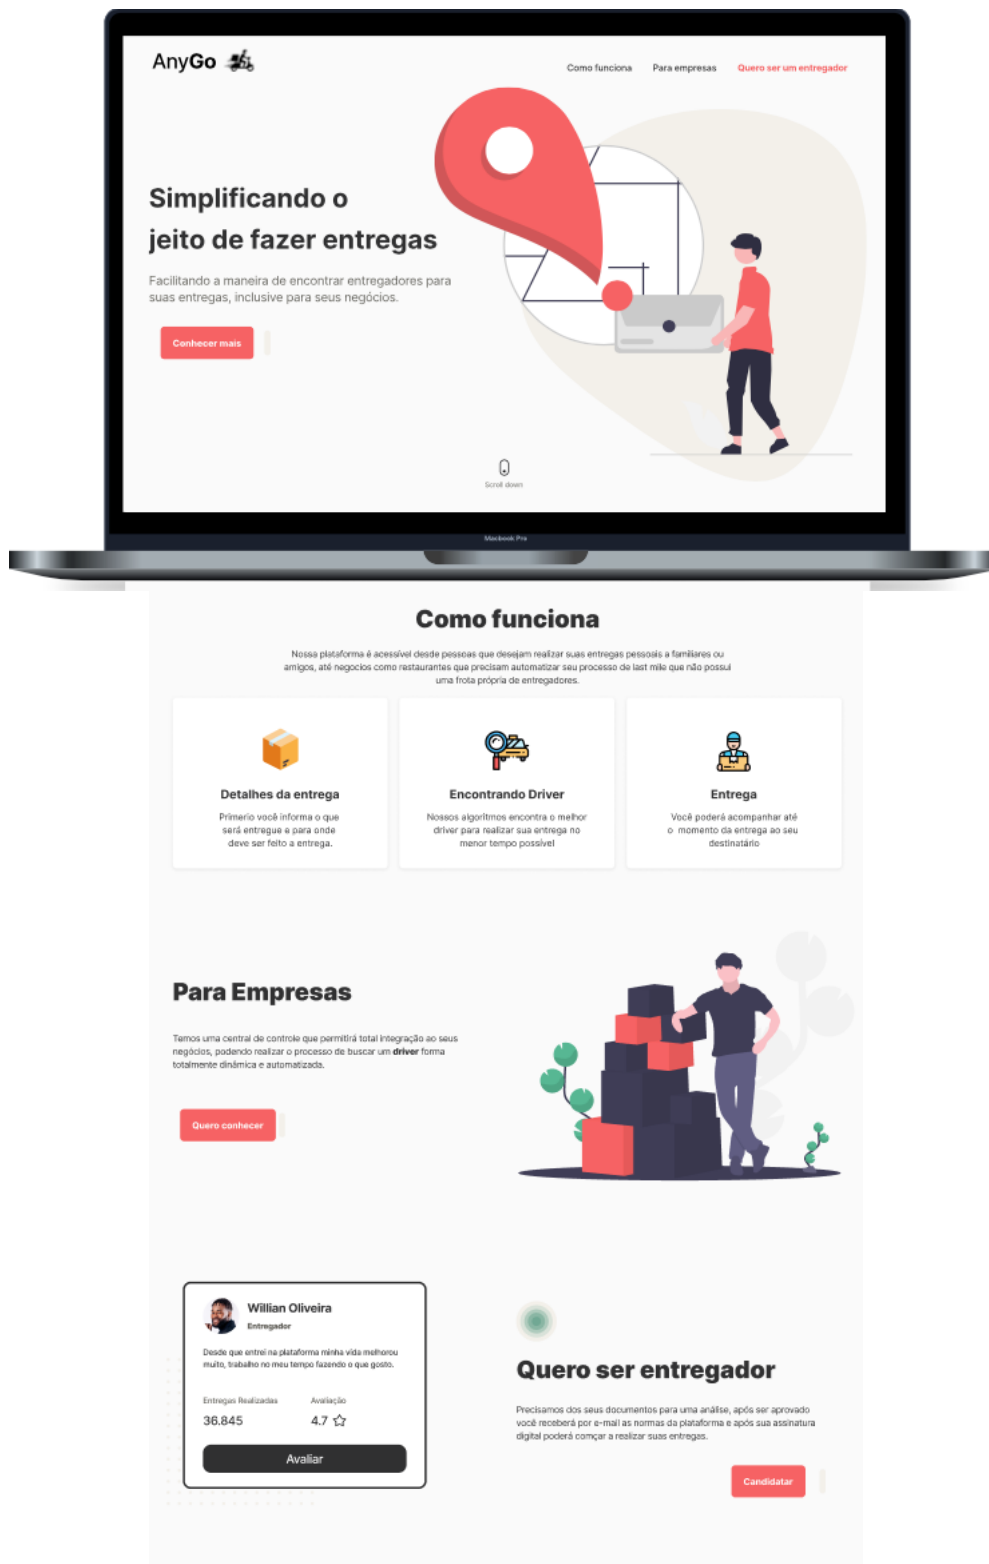 AnyGo
Como funciona Para empresas Quero ser um entregador
Simplificando o
jeito de fazer entregas
Facilitando a maneira de encontrar entregadores para
suas entregas, inclusive para seus negócios.
Conhecer mais
Scroll down
Macbook Pro
Como funciona
Nossa plataforma é acessível desde pessoas que desejam realizar suas entregas pessoais a familiares ou
amigos, até negocios como restaurantes que precisam automatizar seu processo de last mile que não possui
uma frota própria de entregadores.
Detalhes da entrega
Primerio você informa o que
será entregue e para onde
deve ser feito a entrega.
Encontrando Driver
Nossos algoritmos encontra o melhor
driver para realizar sua entrega no
menor tempo possível
Entrega
Você poderá acompanhar até
o momento da entrega ao seu
destinatário
Para Empresas
Temos uma central de controle que permitirá total integração ao seus
negócios, podendo realizar o processo de buscar um driver forma
totalmente dinâmica e automatizada.
Quero conhecer
Willian Oliveira
Entregador
Desde que entrei na plataforma minha vida melhorou
muito, trabalho no meu tempo fazendo o que gosto.
Entregas Realizadas Avaliação
36.845 4.7
Avaliar
Quero ser entregador
Precisamos dos seus documentos para uma análise, após ser aprovado
você receberá por e-mail as normas da plataforma e após sua assinatura
digital poderá comçar a realizar suas entregas.
Candidatar